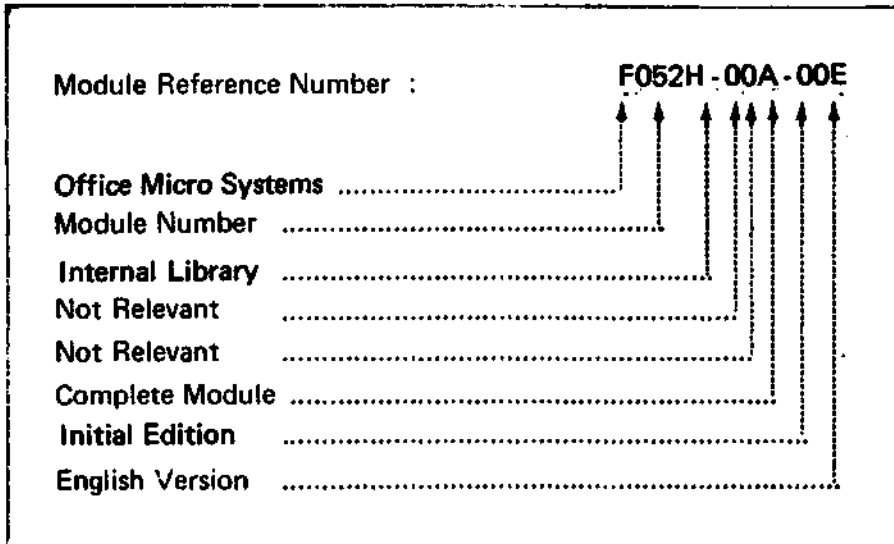 Module Reference Number : F052H-00A-00E
Office Micro Systems
Module Number
Internal Library
Not Relevant
Not Relevant
Complete Module
Initial Edition
English Version